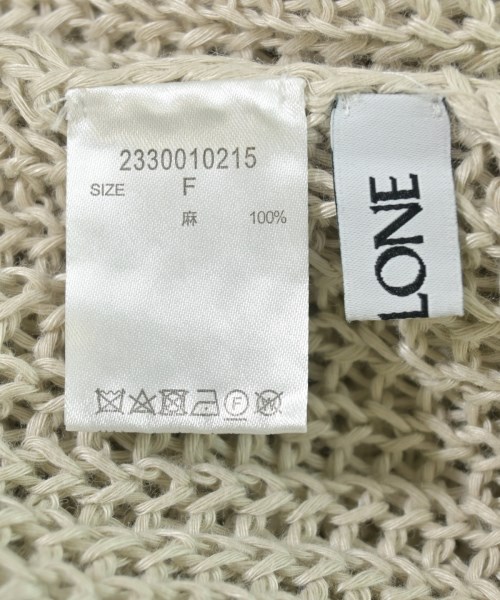 2330010215
SIZE F
麻 100%
F
LONE